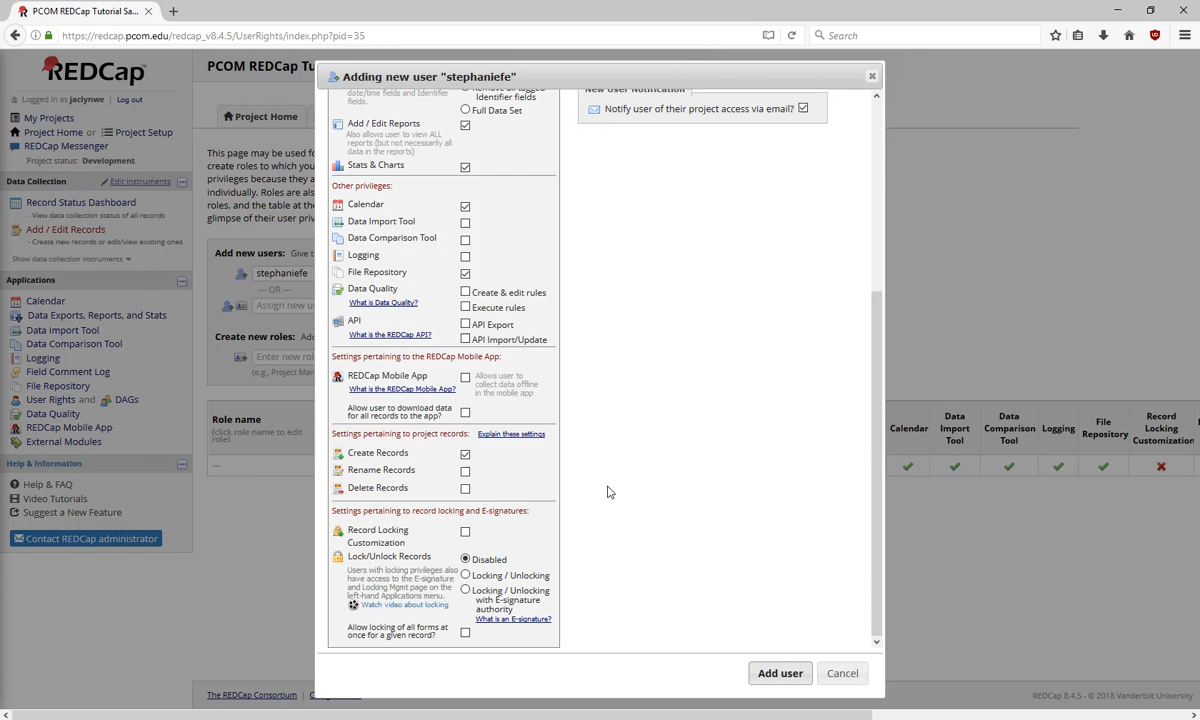 PCOM REDCap Tutorial Sa...
https://redcap.pcom.edu/redcap_v8.4.5/UserRights/index.php?pid=35
Search
REDCap
Logged in as jaclynwe | Log out
My Projects
Project Home or Project Setup
REDCap Messenger
Project status: Development
Data Collection
Edit instruments
Record Status Dashboard
- View data collection status of all records
Add / Edit Records
- Create new records or edit/view existing ones
Show data collection instruments
Applications
Calendar
Data Exports, Reports, and Stats
Data Import Tool
Data Comparison Tool
Logging
Field Comment Log
File Repository
User Rights and DAGs
Data Quality
REDCap Mobile App
External Modules
Help & Information
Help & FAQ
Video Tutorials
Suggest a New Feature
Contact REDCap administrator
PCOM REDCap Tu
Project Home
This page may be used fo
create roles to which you
privileges because they a
individually. Roles are als
roles, and the table at the
glimpse of their user priv
Add new users: Give
stephaniefe
— OR —
Assign new us
Create new roles: Add
Enter new rol
(e.g., Project Man
Role name
(click role name to edit
role)
---
Adding new user "stephaniefe"
date/time fields and Identifier
fields.
Remove all tagged
Identifier fields
Full Data Set
Add / Edit Reports
Also allows user to view ALL
reports (but not necessarily all
data in the reports)
Stats & Charts
Other privileges:
Calendar
Data Import Tool
Data Comparison Tool
Logging
File Repository
Data Quality
What is Data Quality?
Create & edit rules
Execute rules
API
What is the REDCap API?
API Export
API Import/Update
Settings pertaining to the REDCap Mobile App:
REDCap Mobile App
What is the REDCap Mobile App?
Allows user to
collect data offline
in the mobile app
Allow user to download data
for all records to the app?
Settings pertaining to project records: Explain these settings
Create Records
Rename Records
Delete Records
Settings pertaining to record locking and E-signatures:
Record Locking
Customization
Lock/Unlock Records
Users with locking privileges also
have access to the E-signature
and Locking Mgmt page on the
left-hand Applications menu.
Watch video about locking
Disabled
Locking / Unlocking
Locking / Unlocking
with E-signature
authority
What is an E-signature?
Allow locking of all forms at
once for a given record?
New User Notification
Notify user of their project access via email?
Add user
Cancel
Calendar
Data
Import
Tool
Data
Comparison
Tool
Logging
File
Repository
Record
Locking
Customization
The REDCap Consortium
REDCap 8.4.5 - © 2018 Vanderbilt University